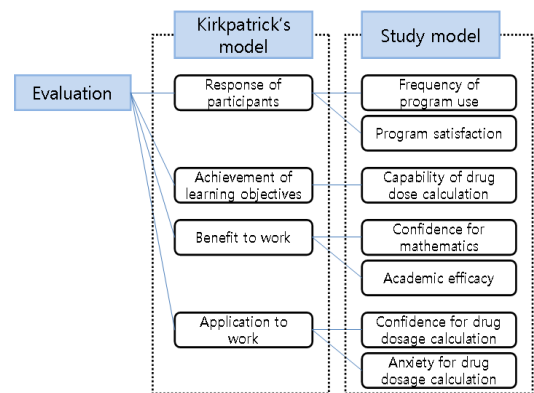 Kirkpatrick's
model
Study model
Evaluation
Response of
participants
Frequency of
program use
Program satisfaction
Achievement of
learning objectives
Capability of drug
dose calculation
Benefit to work
Confidence for
mathematics
Academic efficacy
Application to
work
Confidence for drug
dosage calculation
Anxiety for drug
dosage calculation